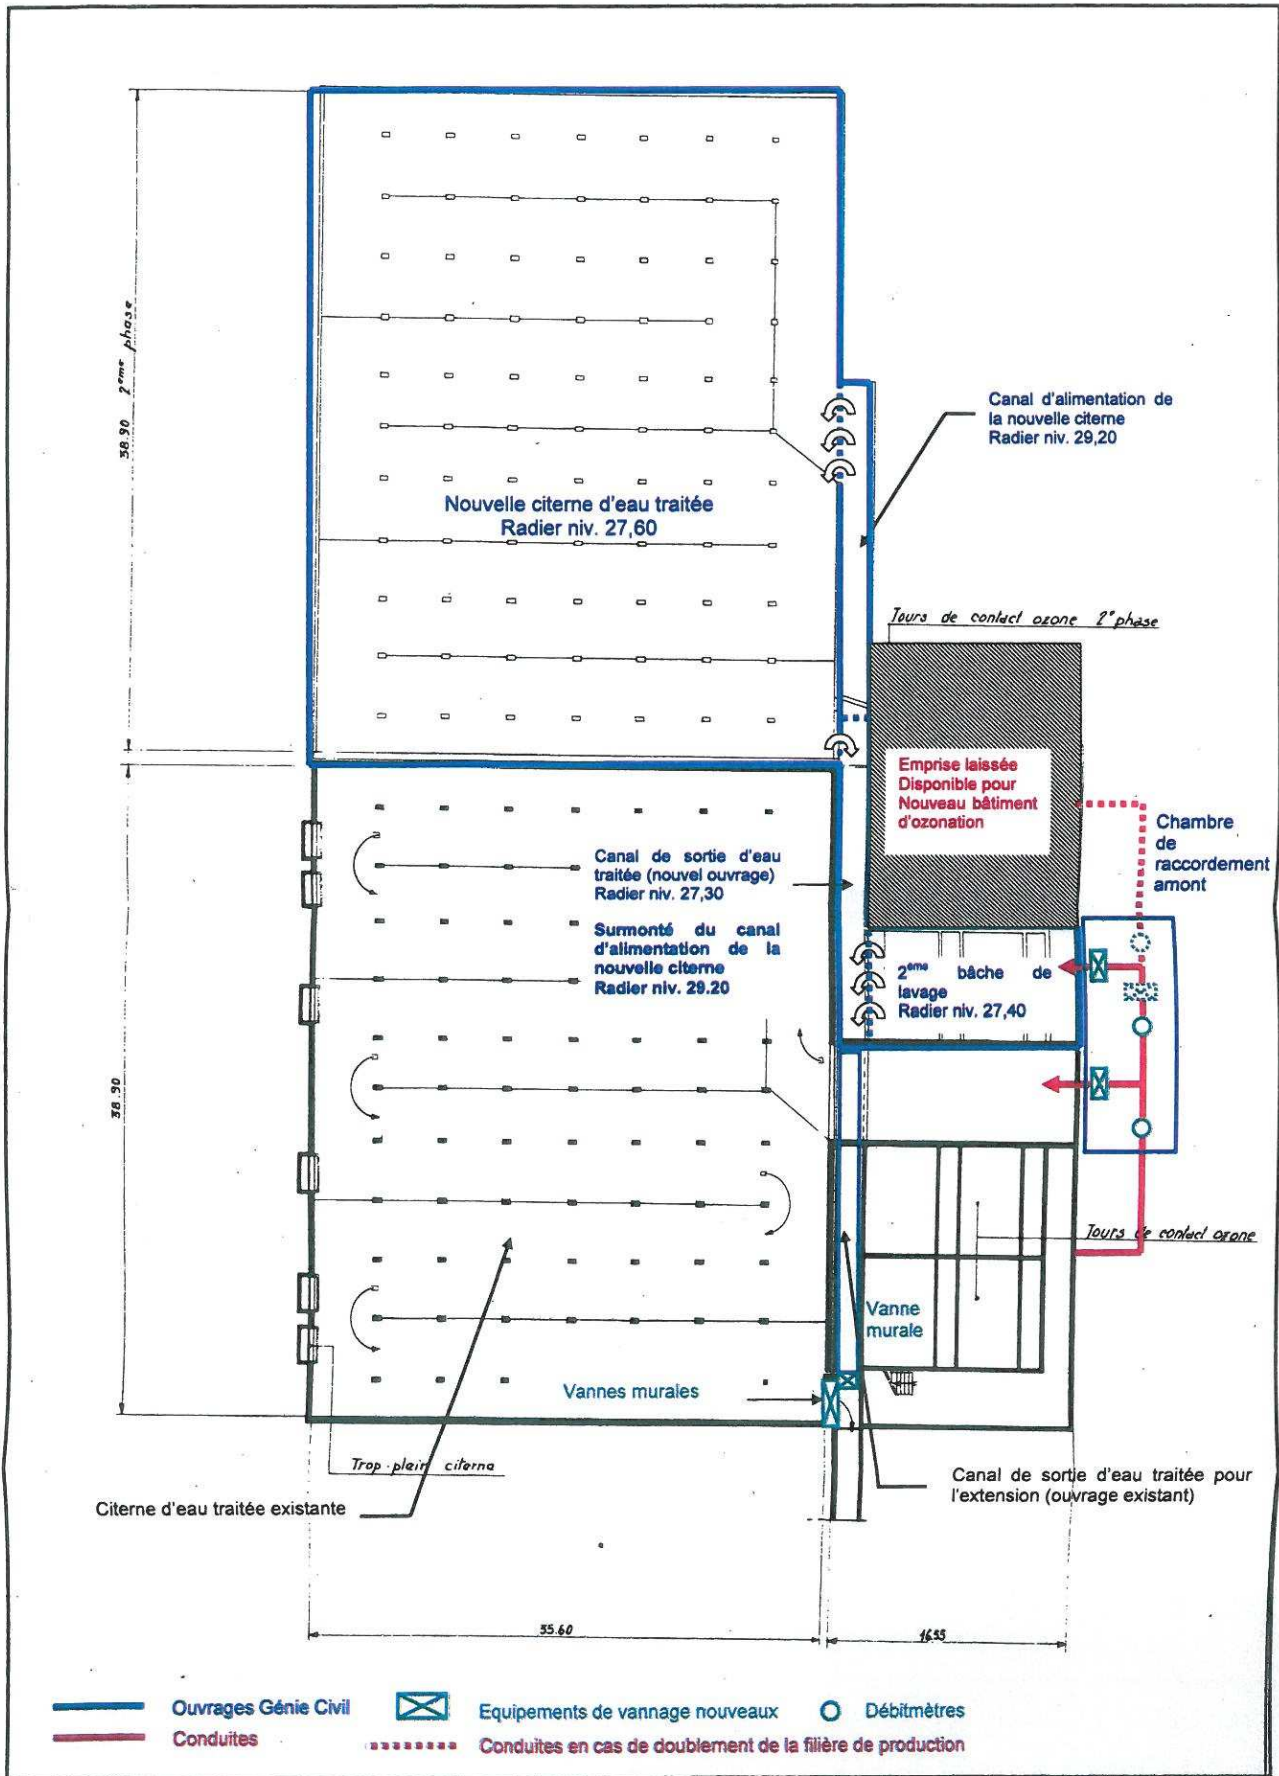 38.90 2ème phase
Canal d'alimentation de
la nouvelle citerne
Radier niv. 29,20
Nouvelle citerne d'eau traitée
Radier niv. 27,60
Tours de contact ozone 2° phase
Emprise laissée
Disponible pour
Nouveau bâtiment
d'ozonation
Chambre
de
raccordement
amont
Canal de sortie d'eau
traitée (nouvel ouvrage)
Radier niv. 27,30
Surmonté du canal
d'alimentation de la
nouvelle citerne
Radier niv. 29.20
2ème bâche de
lavage
Radier niv. 27,40
38.90
Tours de contact ozone
Vanne
murale
Vannes murales
Trop-plein citerne
Citerne d'eau traitée existante
Canal de sortie d'eau traitée pour
l'extension (ouvrage existant)
35.60
16.55
Ouvrages Génie Civil
Equipements de vannage nouveaux
Débitmètres
Conduites
Conduites en cas de doublement de la filière de production